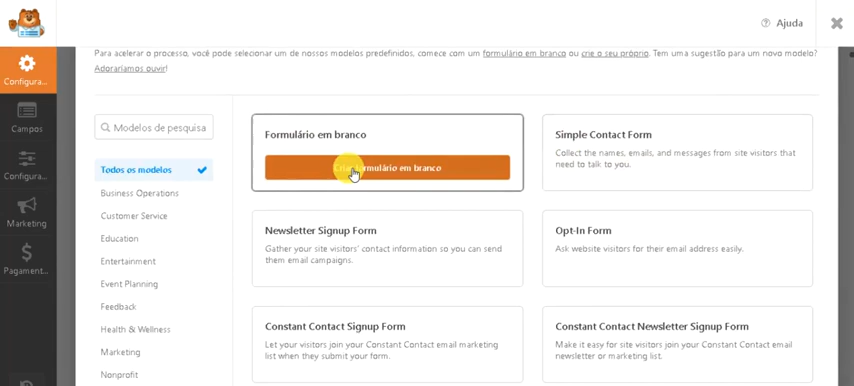 Ajuda
Para acelerar o processo, você pode selecionar um de nossos modelos predefinidos, comece com um formulário em branco ou crie o seu próprio. Tem uma sugestão para um novo modelo?
Adoraríamos ouvir!
Configura...
Campos
Configura...
Marketing
Pagament...
Modelos de pesquisa
Todos os modelos
Business Operations
Customer Service
Education
Entertainment
Event Planning
Feedback
Health & Wellness
Marketing
Nonprofit
Formulário em branco
Criar formulário em branco
Simple Contact Form
Collect the names, emails, and messages from site visitors that
need to talk to you.
Newsletter Signup Form
Gather your site visitors' contact information so you can send
them email campaigns.
Opt-In Form
Ask website visitors for their email address easily.
Constant Contact Signup Form
Let your visitors join your Constant Contact email marketing
list when they submit your form.
Constant Contact Newsletter Signup Form
Make it easy for site visitors join your Constant Contact email
newsletter or marketing list.